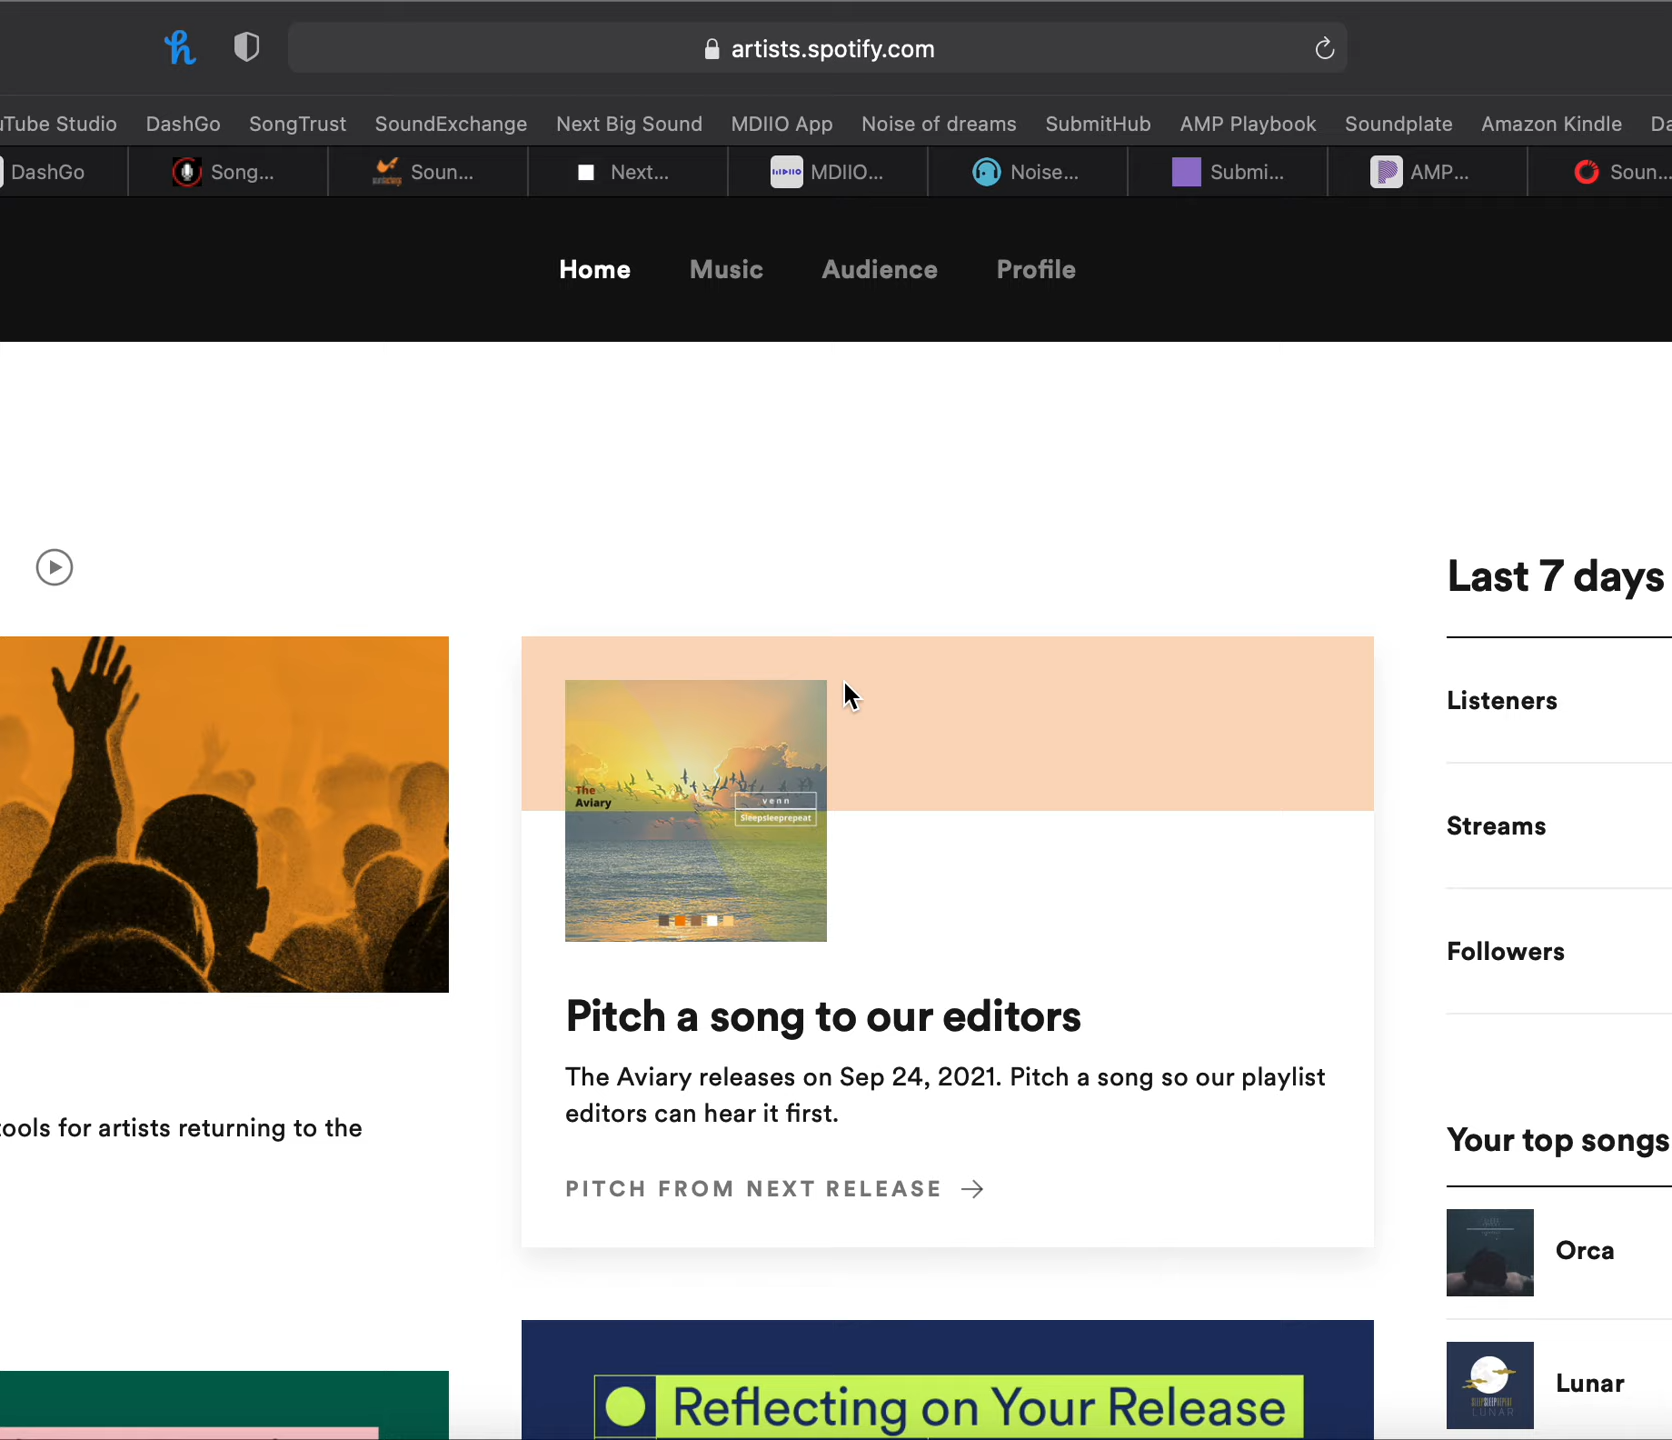 artists.spotify.com
uTube Studio DashGo SongTrust SoundExchange Next Big Sound MDIIO App Noise of dreams SubmitHub AMP Playbook Soundplate Amazon Kindle Da
DashGo Song... Soun... Next... MDIIO... Noise... Submi... AMP... Soun...
Home Music Audience Profile
Last 7 days
Listeners
Streams
Followers
The
Aviary
venn
Sleepsleeprepeat
Pitch a song to our editors
The Aviary releases on Sep 24, 2021. Pitch a song so our playlist
editors can hear it first.
PITCH FROM NEXT RELEASE
tools for artists returning to the
Your top songs
Orca
Lunar
LUNAR
Reflecting on Your Release